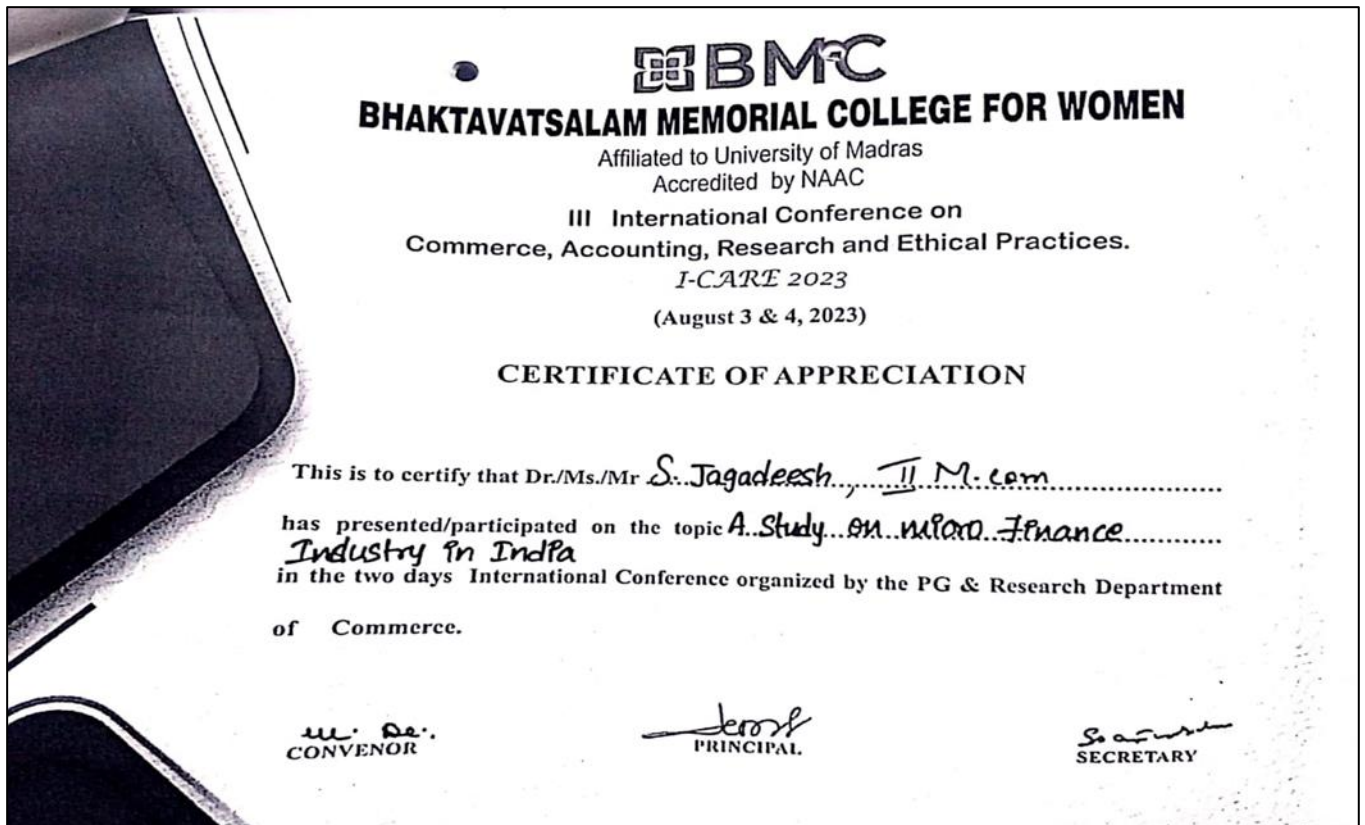 BMC
BHAKTAVATSALAM MEMORIAL COLLEGE FOR WOMEN
Affiliated to University of Madras
Accredited by NAAC
III International Conference on
Commerce, Accounting, Research and Ethical Practices.
I-CARE 2023
(August 3 & 4, 2023)
CERTIFICATE OF APPRECIATION
This is to certify that Dr./Ms./Mr S. Jagadeesh, II M.com
has presented/participated on the topic A Study on micro Finance
Industry in India
in the two days International Conference organized by the PG & Research Department
of Commerce.
CONVENOR
PRINCIPAL
SECRETARY